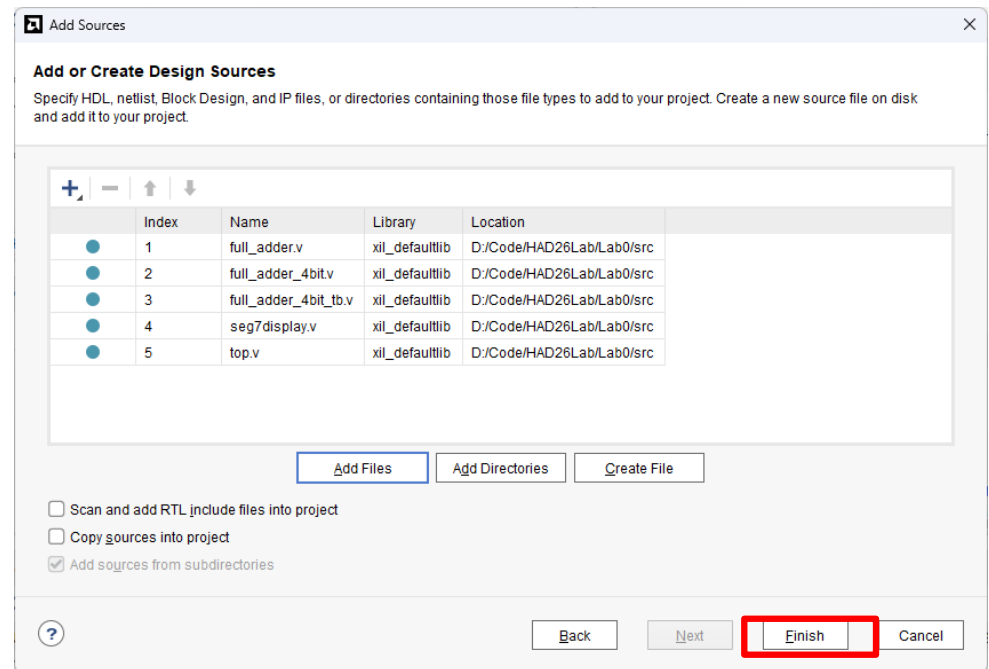 Add Sources
Add or Create Design Sources
Specify HDL, netlist, Block Design, and IP files, or directories containing those file types to add to your project. Create a new source file on disk
and add it to your project.
Index Name Library Location
1 full_adder.v xil_defaultlib D:/Code/HAD26Lab/Lab0/src
2 full_adder_4bit.v xil_defaultlib D:/Code/HAD26Lab/Lab0/src
3 full_adder_4bit_tb.v xil_defaultlib D:/Code/HAD26Lab/Lab0/src
4 seg7display.v xil_defaultlib D:/Code/HAD26Lab/Lab0/src
5 top.v xil_defaultlib D:/Code/HAD26Lab/Lab0/src
Add Files Add Directories Create File
Scan and add RTL include files into project
Copy sources into project
Add sources from subdirectories
? Back Next Finish Cancel